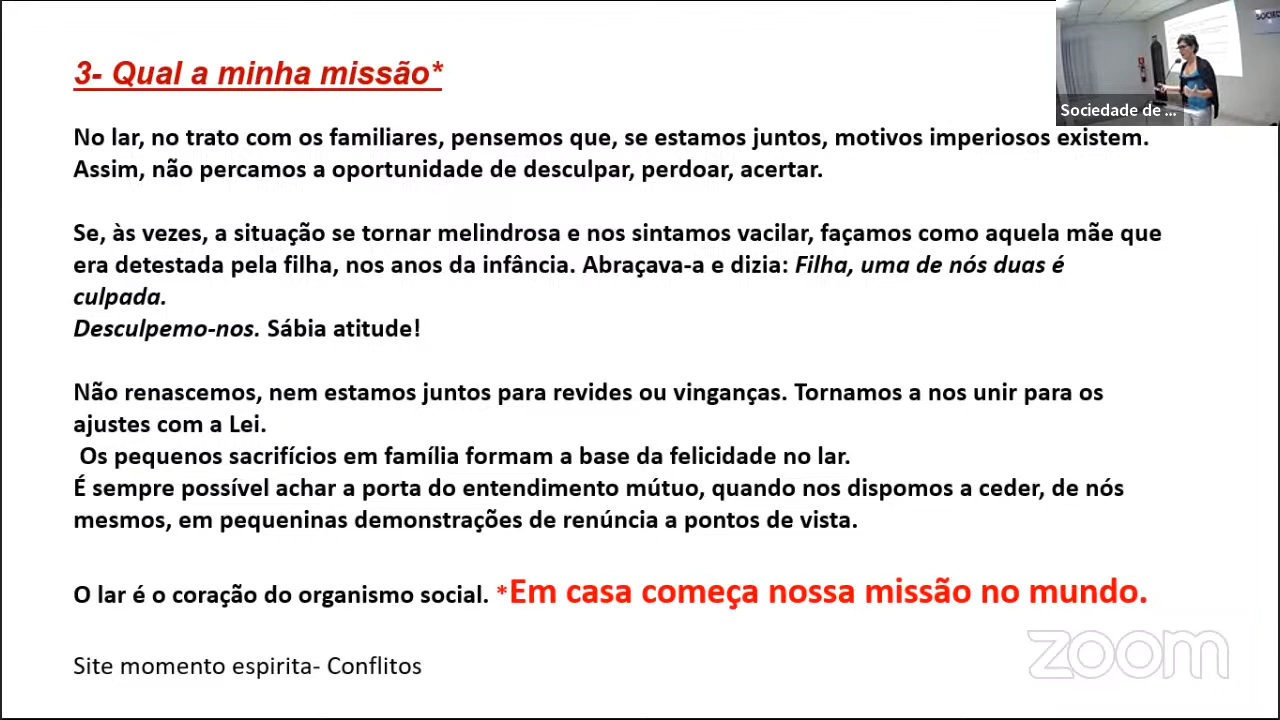 3- Qual a minha missão*
SOCIED
Sociedade de ...
No lar, no trato com os familiares, pensemos que, se estamos juntos, motivos imperiosos existem.
Assim, não percamos a oportunidade de desculpar, perdoar, acertar.
Se, às vezes, a situação se tornar melindrosa e nos sintamos vacilar, façamos como aquela mãe que
era detestada pela filha, nos anos da infância. Abraçava-a e dizia: Filha, uma de nós duas é
culpada.
Desculpemo-nos. Sábia atitude!
Não renascemos, nem estamos juntos para revides ou vinganças. Tornamos a nos unir para os
ajustes com a Lei.
Os pequenos sacrifícios em família formam a base da felicidade no lar.
É sempre possível achar a porta do entendimento mútuo, quando nos dispomos a ceder, de nós
mesmos, em pequeninas demonstrações de renúncia a pontos de vista.
O lar é o coração do organismo social. *Em casa começa nossa missão no mundo.
zoom
Site momento espirita- Conflitos